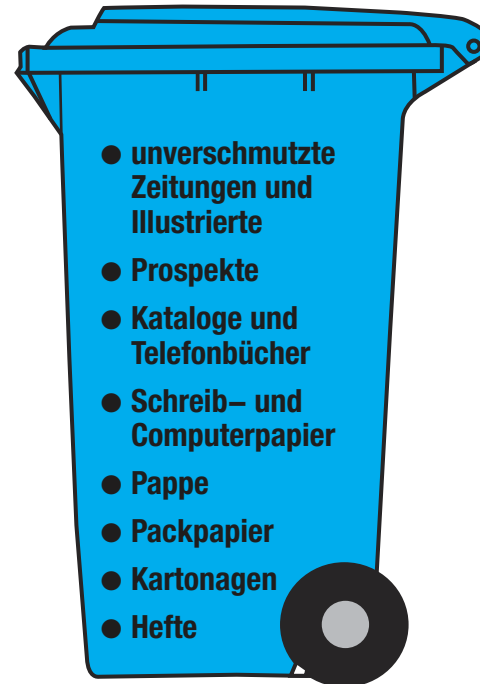 ● unverschmutzte
Zeitungen und
Illustrierte
● Prospekte
● Kataloge und
Telefonbücher
● Schreib– und
Computerpapier
● Pappe
● Packpapier
● Kartonagen
● Hefte